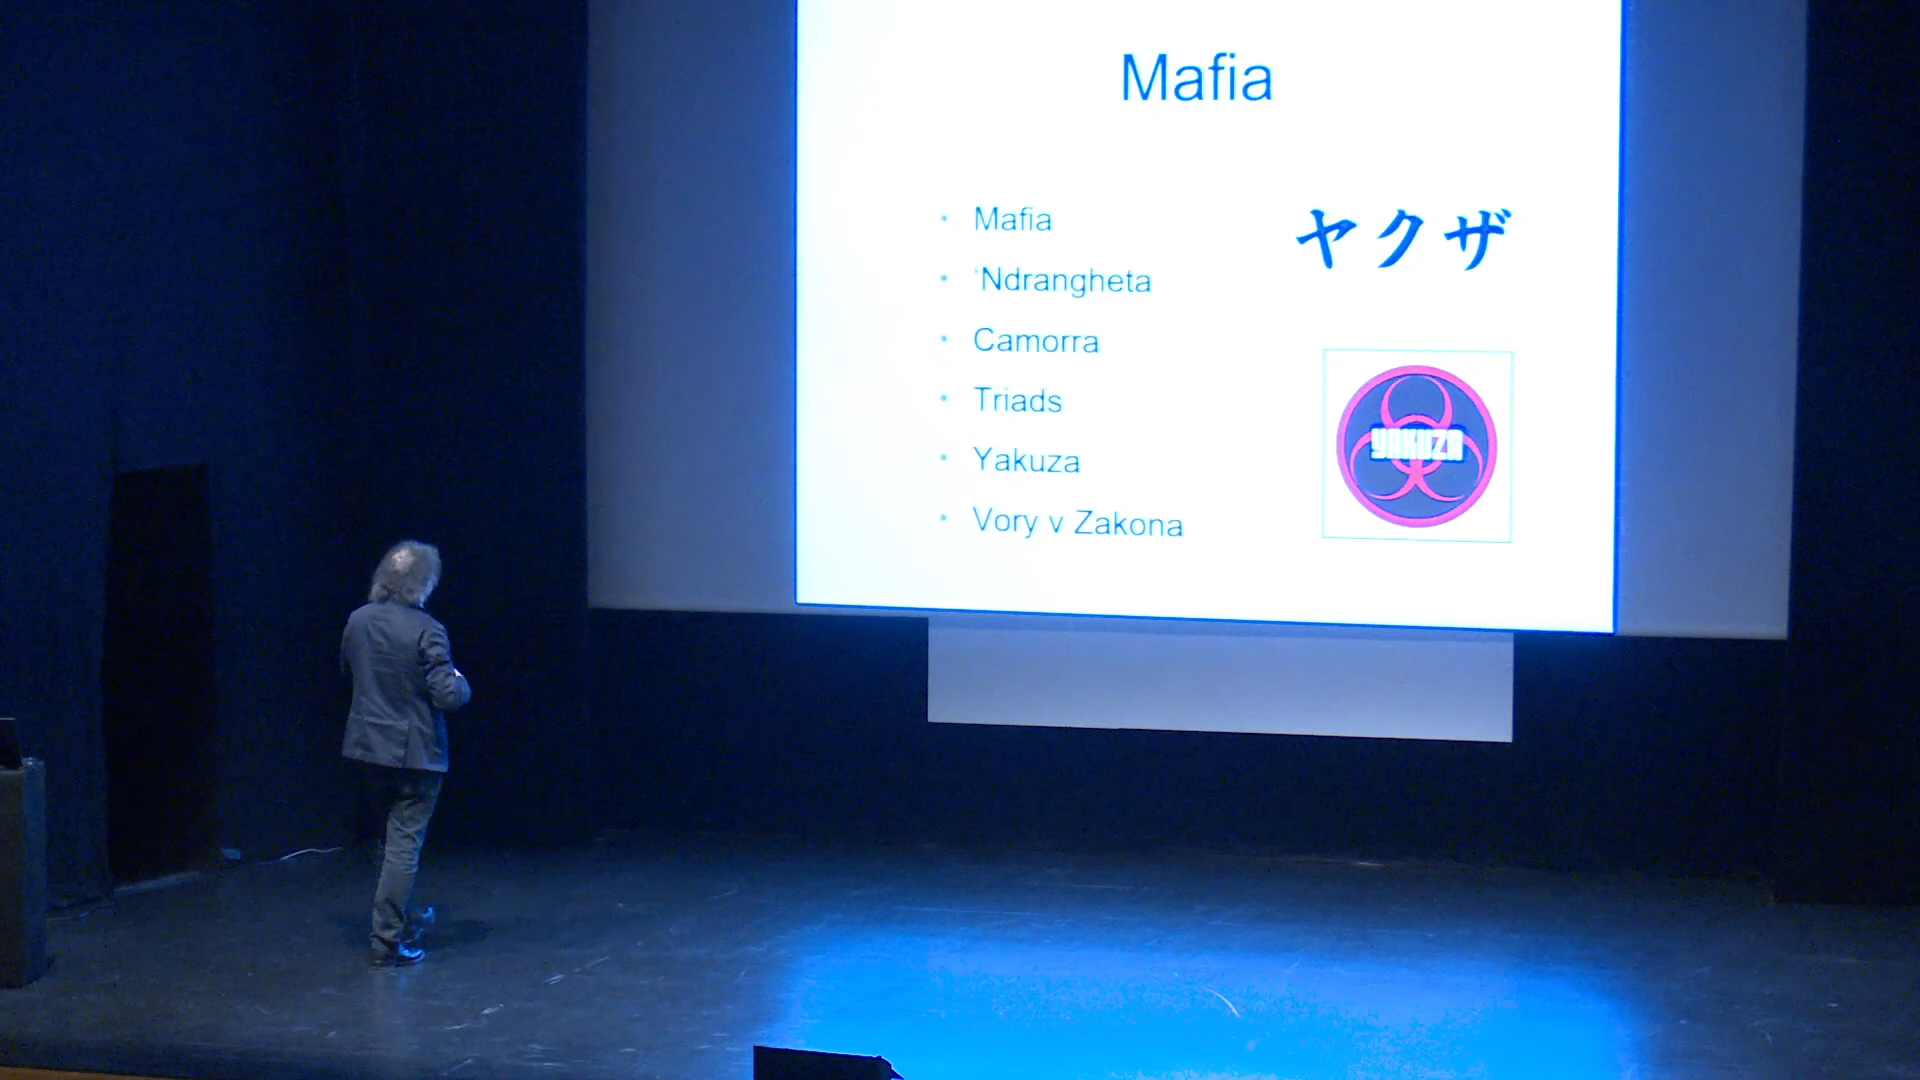 Mafia
• Mafia
• ‘Ndrangheta
• Camorra
• Triads
• Yakuza
• Vory v Zakona
ヤクザ
YAKUZA